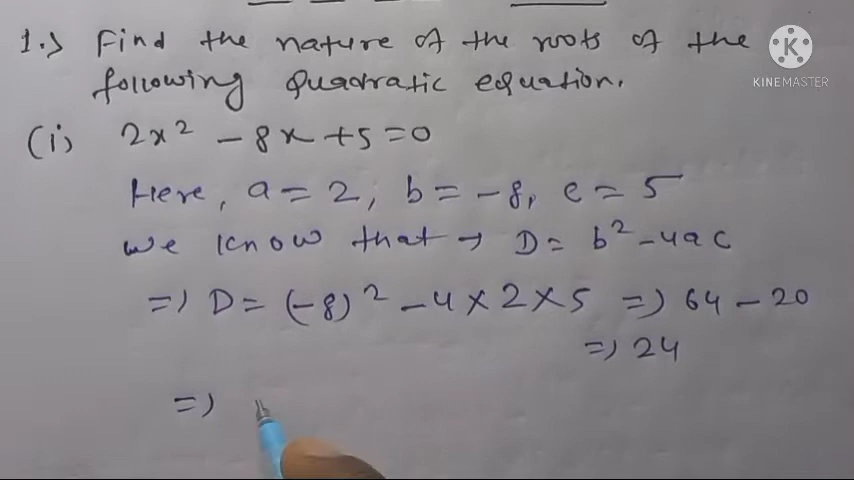 1.) Find the nature of the roots of the
following quadratic equation.
(i) 2x² - 8x + 5 = 0
Here, a = 2, b = -8, c = 5
we know that → D = b² - 4ac
=) D = (-8)² - 4 × 2 × 5 =) 64 - 20
=) 24
=)
K
KINEMASTER